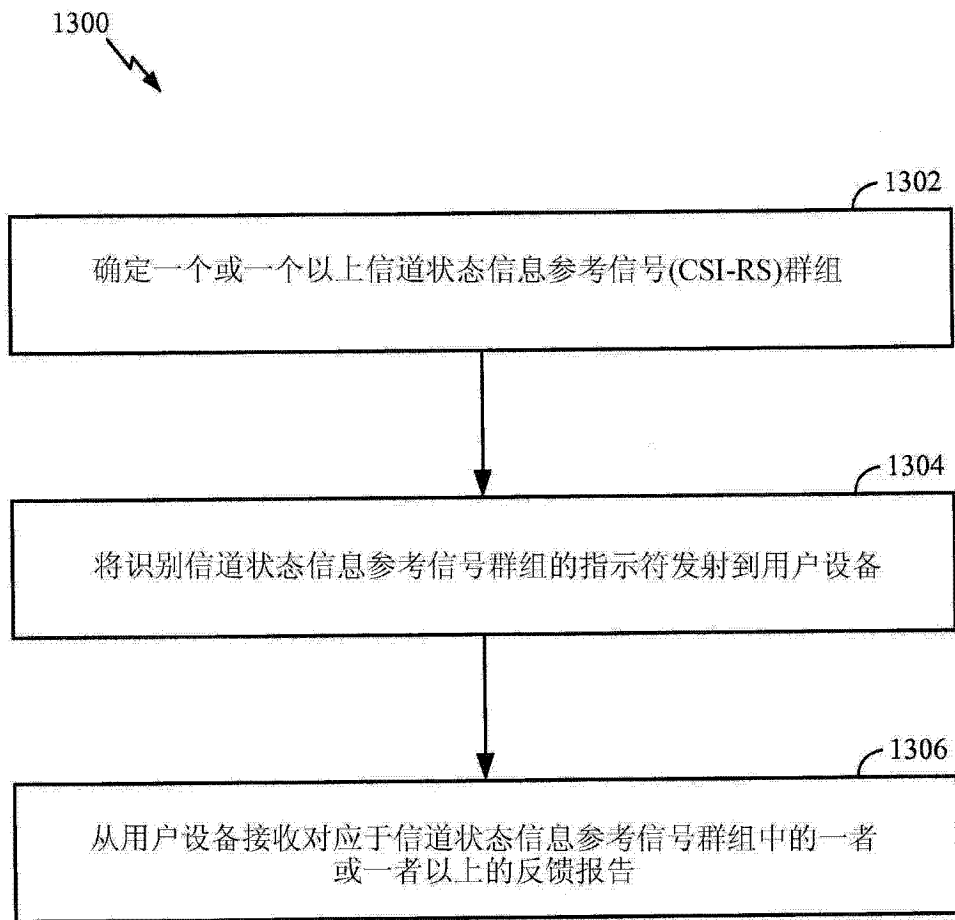 1300
1302
确定一个或一个以上信道状态信息参考信号(CSI-RS)群组
1304
将识别信道状态信息参考信号群组的指示符发射到用户设备
1306
从用户设备接收对应于信道状态信息参考信号群组中的一者
或一者以上的反馈报告